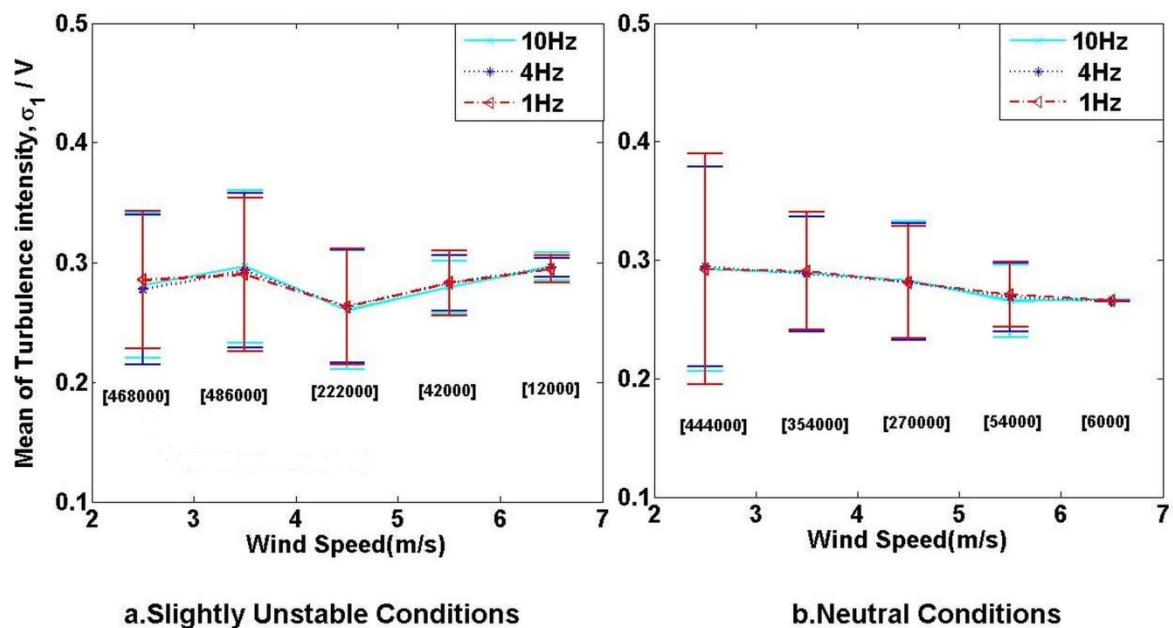 0.5
0.4
0.3
0.2
0.1
Mean of Turbulence intensity, σ1 / V
10Hz
4Hz
1Hz
[468000] [486000] [222000] [42000] [12000]
2 3 4 5 6 7
Wind Speed(m/s)
a.Slightly Unstable Conditions
0.5
0.4
0.3
0.2
0.1
10Hz
4Hz
1Hz
[444000] [354000] [270000] [54000] [6000]
2 3 4 5 6 7
Wind Speed(m/s)
b.Neutral Conditions